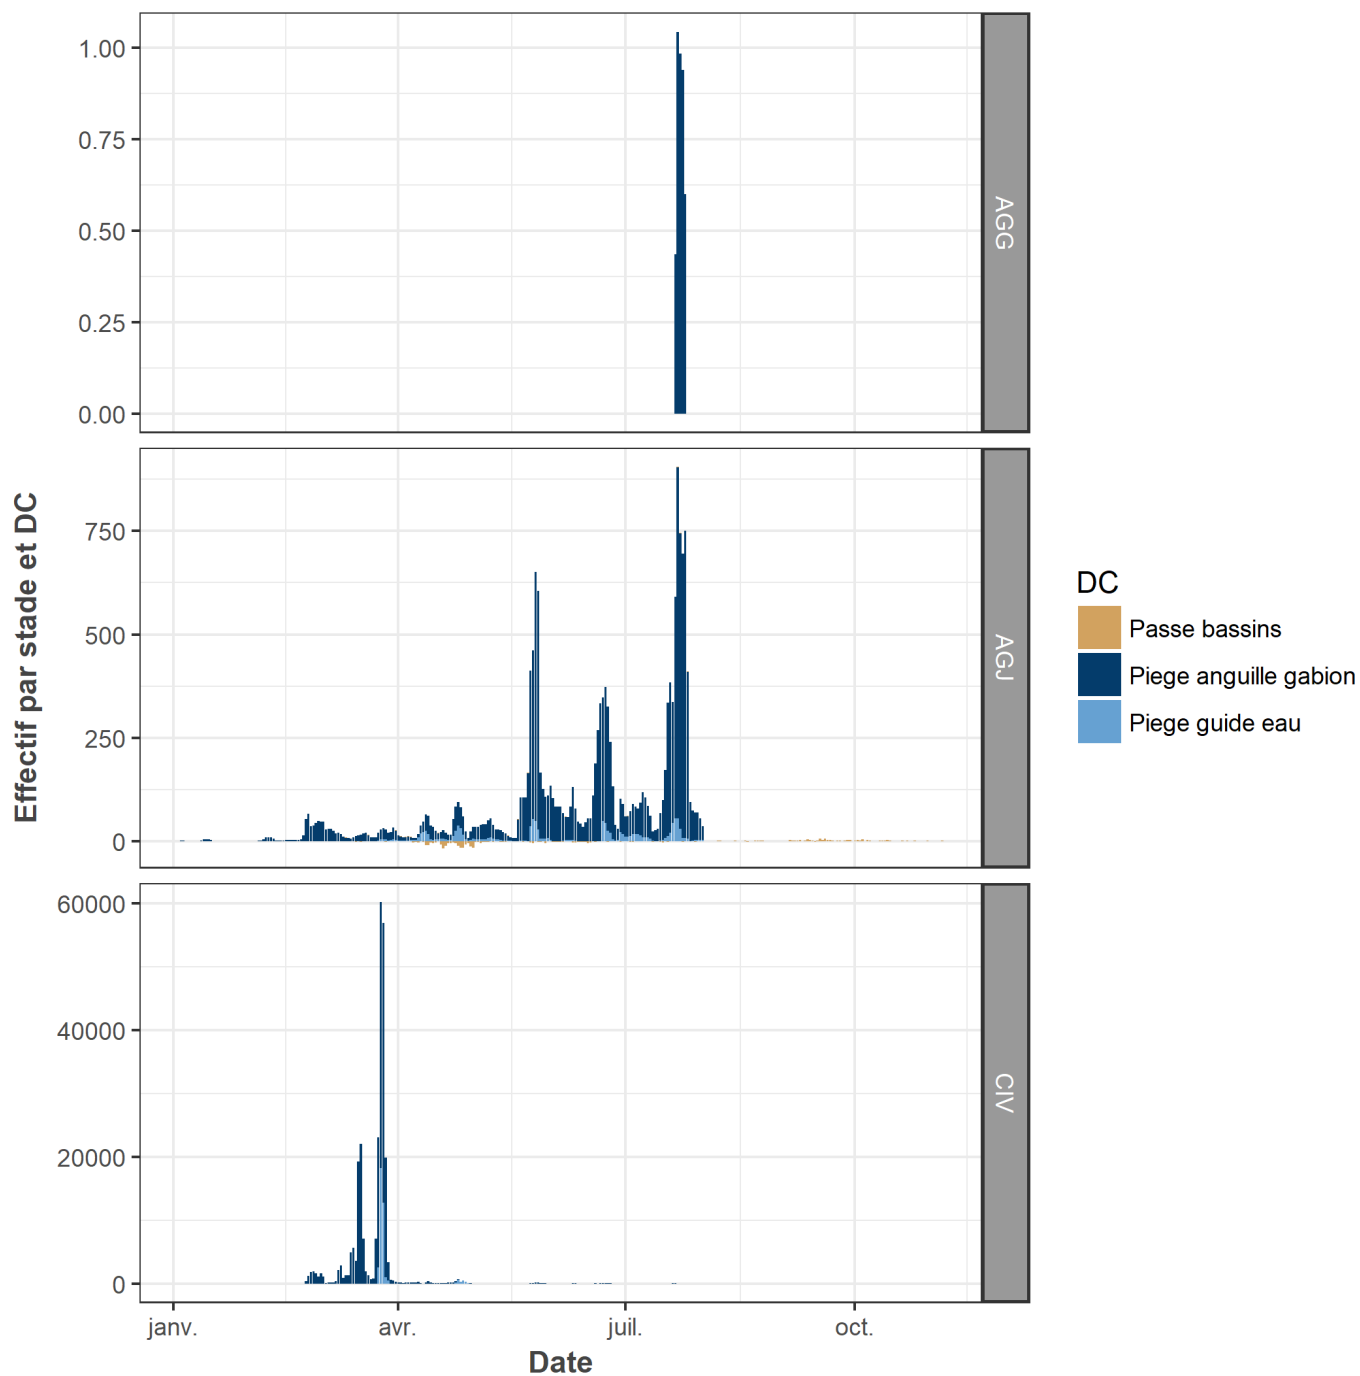 1.00
0.75
0.50
0.25
0.00
AGG
750
500
250
0
AGJ
60000
40000
20000
0
CIV
janv.
avr.
juil.
oct.
Date
Effectif par stade et DC
DC
Passe bassins
Piege anguille gabion
Piege guide eau